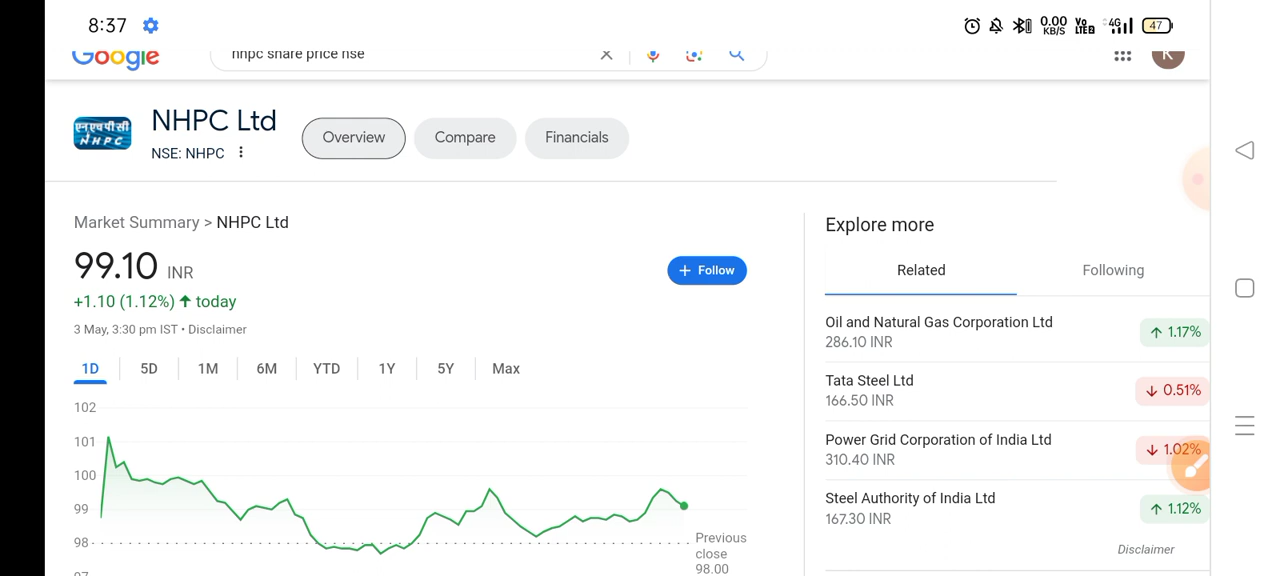 8:37
0.00 KB/S
Vo LTE
4G
47
Google
nhpc share price nse
K
एनएचपीसी
NHPC
NHPC Ltd
NSE: NHPC
Overview
Compare
Financials
Market Summary > NHPC Ltd
99.10 INR
Follow
+1.10 (1.12%) ↑ today
3 May, 3:30 pm IST • Disclaimer
1D
5D
1M
6M
YTD
1Y
5Y
Max
102
101
100
99
98
97
Previous
close
98.00
Explore more
Related
Following
Oil and Natural Gas Corporation Ltd
286.10 INR
↑ 1.17%
Tata Steel Ltd
166.50 INR
↓ 0.51%
Power Grid Corporation of India Ltd
310.40 INR
↓ 1.02%
Steel Authority of India Ltd
167.30 INR
↑ 1.12%
Disclaimer